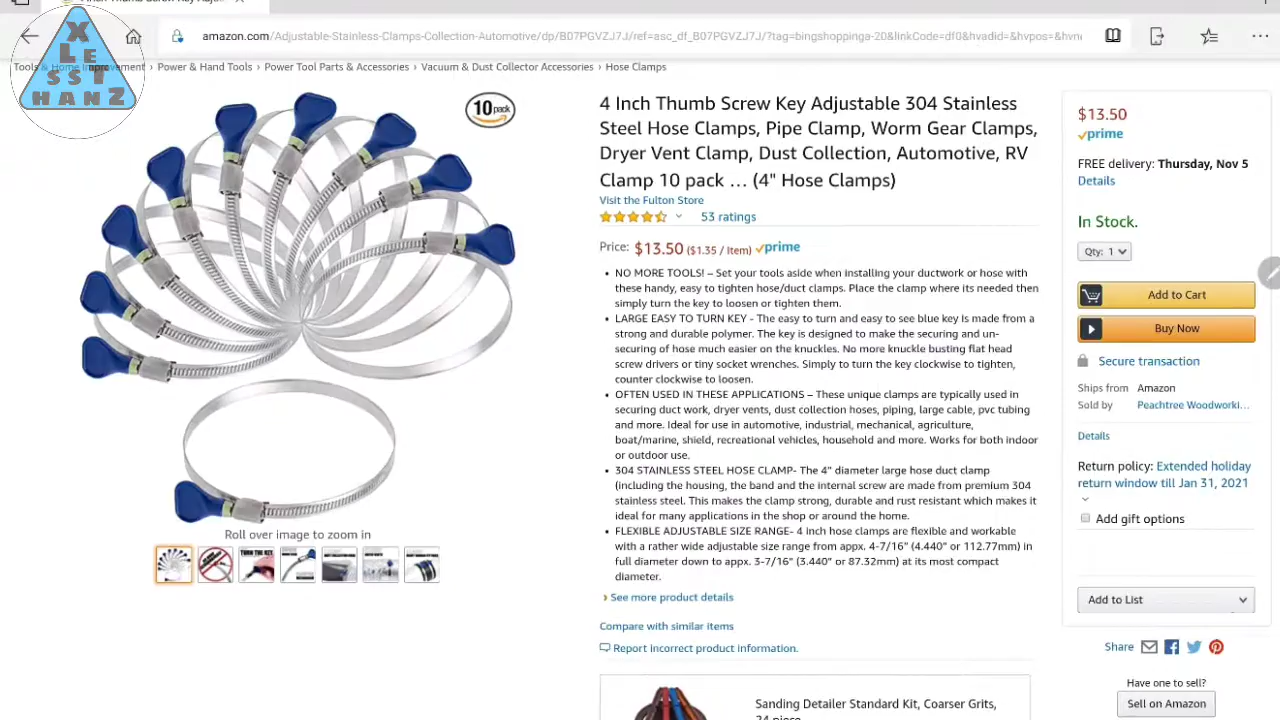 X
LESST
HANZ
amazon.com/Adjustable-Stainless-Clamps-Collection-Automotive/dp/B07PGVZJ7J/ref=asc_df_B07PGVZJ7J/?tag=bingshoppinga-20&linkCode=df0&hvadid=&hvpos=&hvne
Tools & Home Improvement › Power & Hand Tools › Power Tool Parts & Accessories › Vacuum & Dust Collector Accessories › Hose Clamps
10 pack
4 Inch Thumb Screw Key Adjustable 304 Stainless
Steel Hose Clamps, Pipe Clamp, Worm Gear Clamps,
Dryer Vent Clamp, Dust Collection, Automotive, RV
Clamp 10 pack … (4" Hose Clamps)
Visit the Fulton Store
53 ratings
Price: $13.50 ($1.35 / Item) prime
• NO MORE TOOLS! – Set your tools aside when installing your ductwork or hose with
these handy, easy to tighten hose/duct clamps. Place the clamp where its needed then
simply turn the key to loosen or tighten them.
• LARGE EASY TO TURN KEY - The easy to turn and easy to see blue key is made from a
strong and durable polymer. The key is designed to make the securing and un-
securing of hose much easier on the knuckles. No more knuckle busting flat head
screw drivers or tiny socket wrenches. Simply to turn the key clockwise to tighten,
counter clockwise to loosen.
• OFTEN USED IN THESE APPLICATIONS – These unique clamps are typically used in
securing duct work, dryer vents, dust collection hoses, piping, large cable, pvc tubing
and more. Ideal for use in automotive, industrial, mechanical, agriculture,
boat/marine, shield, recreational vehicles, household and more. Works for both indoor
or outdoor use.
• 304 STAINLESS STEEL HOSE CLAMP- The 4" diameter large hose duct clamp
(including the housing, the band and the internal screw are made from premium 304
stainless steel. This makes the clamp strong, durable and rust resistant which makes it
ideal for many applications in the shop or around the home.
• FLEXIBLE ADJUSTABLE SIZE RANGE- 4 Inch hose clamps are flexible and workable
with a rather wide adjustable size range from appx. 4-7/16" (4.440" or 112.77mm) in
full diameter down to appx. 3-7/16" (3.440" or 87.32mm) at its most compact
diameter.
› See more product details
Compare with similar items
Report incorrect product information.
Roll over image to zoom in
TURN THE KEY
Sanding Detailer Standard Kit, Coarser Grits,
24 piece
$13.50
prime
FREE delivery: Thursday, Nov 5
Details
In Stock.
Qty: 1
Add to Cart
Buy Now
Secure transaction
Ships from Amazon
Sold by Peachtree Woodworki...
Details
Return policy: Extended holiday
return window till Jan 31, 2021
Add gift options
Add to List
Share
Have one to sell?
Sell on Amazon